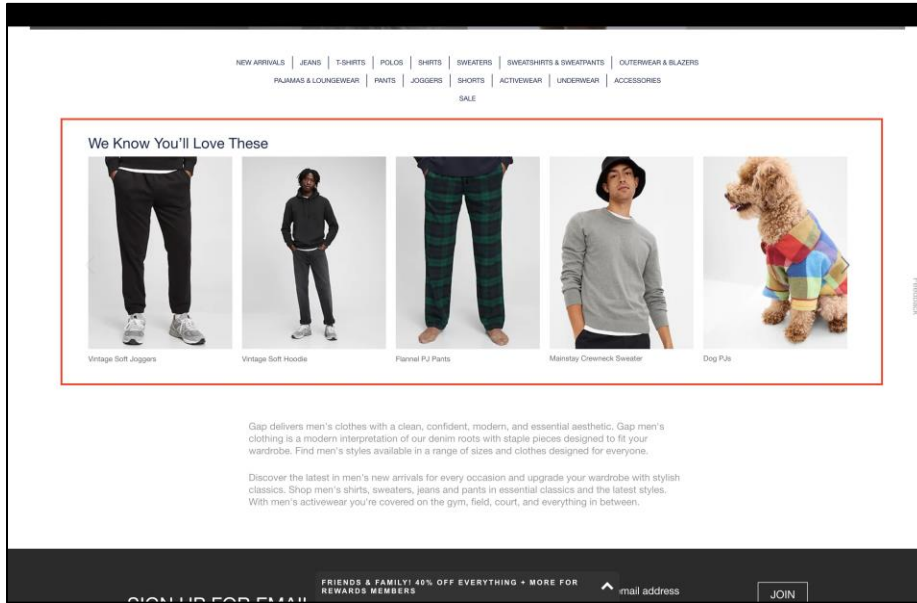 NEW ARRIVALS | JEANS | T-SHIRTS | POLOS | SHIRTS | SWEATERS | SWEATSHIRTS & SWEATPANTS | OUTERWEAR & BLAZERS
PAJAMAS & LOUNGEWEAR | PANTS | JOGGERS | SHORTS | ACTIVEWEAR | UNDERWEAR | ACCESSORIES
SALE
We Know You'll Love These
Vintage Soft Joggers
Vintage Soft Hoodie
Flannel PJ Pants
Mainstay Crewneck Sweater
Dog PJs
Feedback
Gap delivers men's clothes with a clean, confident, modern, and essential aesthetic. Gap men's
clothing is a modern interpretation of our denim roots with staple pieces designed to fit your
wardrobe. Find men's styles available in a range of sizes and clothes designed for everyone.
Discover the latest in men's new arrivals for every occasion and upgrade your wardrobe with stylish
classics. Shop men's shirts, sweaters, jeans and pants in essential classics and the latest styles.
With men's activewear you're covered on the gym, field, court, and everything in between.
SIGN UP FOR EMAIL
FRIENDS & FAMILY! 40% OFF EVERYTHING + MORE FOR
REWARDS MEMBERS
email address
JOIN